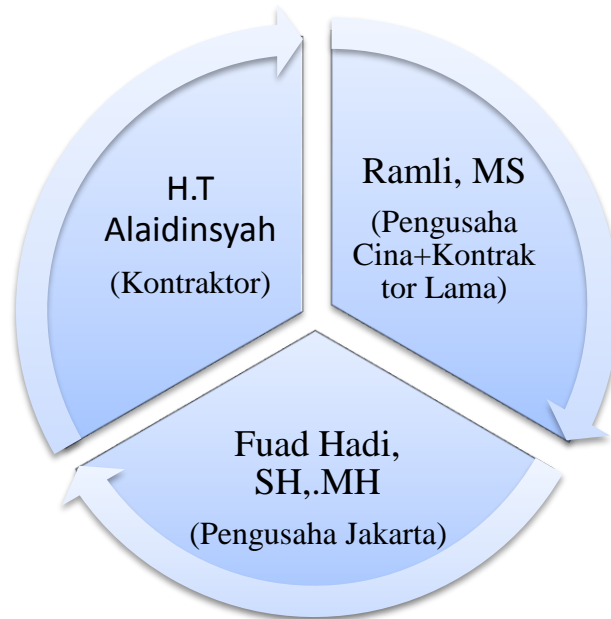 H.T
Alaidinsyah
(Kontraktor)
Ramli, MS
(Pengusaha
Cina+Kontrak
tor Lama)
Fuad Hadi,
SH,.MH
(Pengusaha Jakarta)